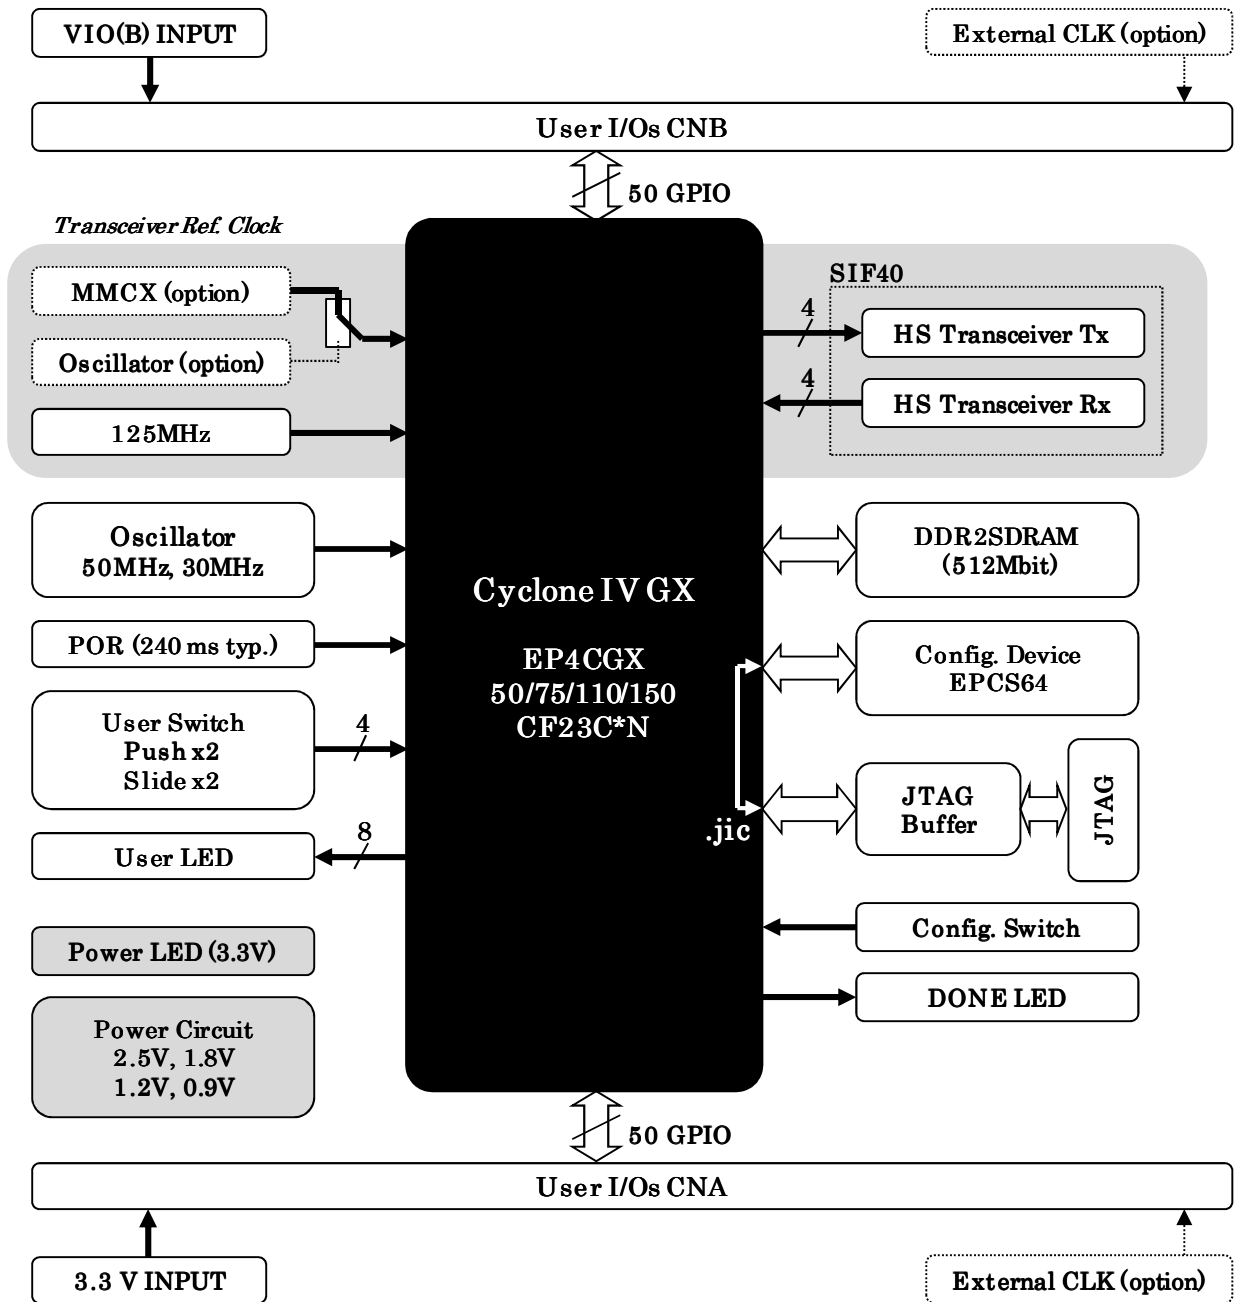 VIO(B) INPUT
External CLK (option)
User I/Os CNB
50 GPIO
Transceiver Ref. Clock
MMCX (option)
Oscillator (option)
125MHz
SIF40
4
HS Transceiver Tx
4
HS Transceiver Rx
Oscillator
50MHz, 30MHz
POR (240 ms typ.)
User Switch
Push x2
Slide x2
4
User LED
8
Power LED (3.3V)
Power Circuit
2.5V, 1.8V
1.2V, 0.9V
Cyclone IV GX
EP4CGX
50/75/110/150
CF23C*N
.jic
DDR2SDRAM
(512Mbit)
Config. Device
EPCS64
JTAG
Buffer
JTAG
Config. Switch
DONE LED
50 GPIO
User I/Os CNA
3.3 V INPUT
External CLK (option)